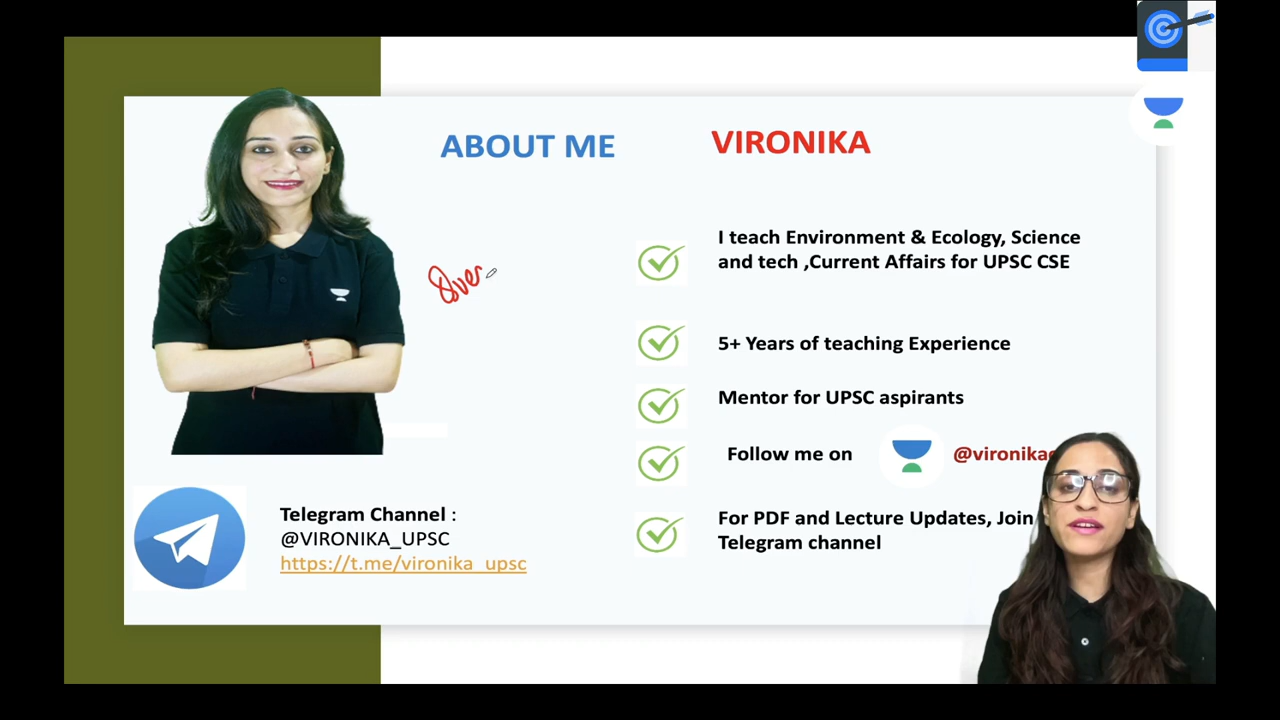 ABOUT ME
VIRONIKA
I teach Environment & Ecology, Science
and tech ,Current Affairs for UPSC CSE
5+ Years of teaching Experience
Mentor for UPSC aspirants
Follow me on
For PDF and Lecture Updates, Join
Telegram channel
Telegram Channel :
@VIRONIKA_UPSC
https://t.me/vironika_upsc